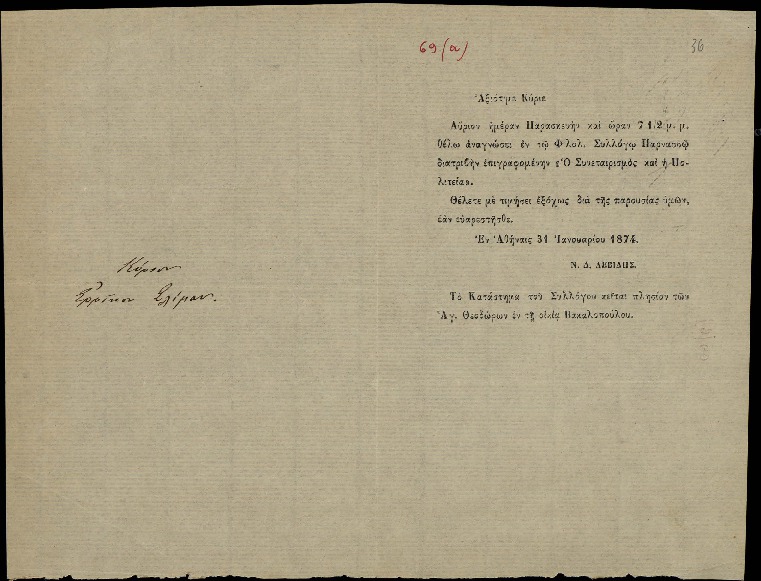 69 (a)
36
Ἀξιότιμε Κύριε
Αὔριον ἡμέραν Παρασκευὴν καὶ ὥραν 7 1/2 μ. μ.
θέλω ἀναγνώσει ἐν τῷ Φιλολ. Συλλόγῳ Παρνασσῷ
διατριβὴν ἐπιγραφομένην «Ὁ Συνεταιρισμὸς καὶ ἡ Πο-
λιτεία».
Θέλετε μὲ τιμήσει ἐξόχως διὰ τῆς παρουσίας ὑμῶν,
ἐὰν εὐαρεστῆσθε.
Ἐν Ἀθήναις 31 Ἰανουαρίου 1874.
Ν. Δ. ΛΕΒΙΔΗΣ.
Τὸ Κατάστημα τοῦ Συλλόγου κεῖται πλησίον τῶν
Ἁγ. Θεοδώρων ἐν τῇ οἰκίᾳ Πακαλοπούλου.
Κύριον
Ἐρρῖκον Σλίμαν.